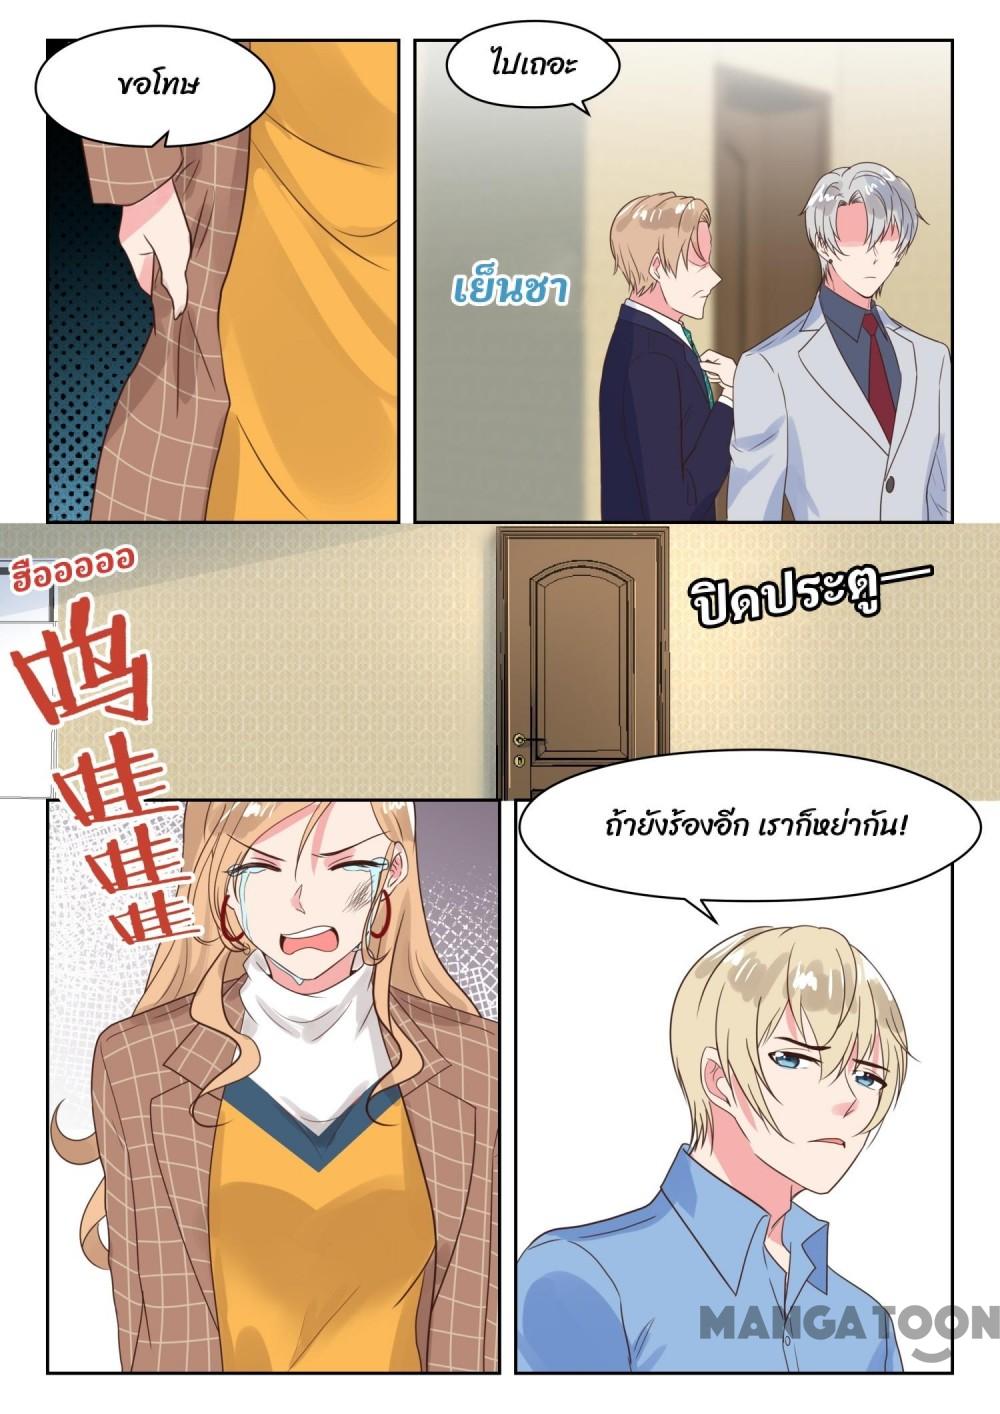 ขอโทษ
ไปเถอะ
เย็นชา
ฮือออออ
呜哇哇哇
ปิดประตู—
ถ้ายังร้องอีก เราก็หย่ากัน!
MANGATOON